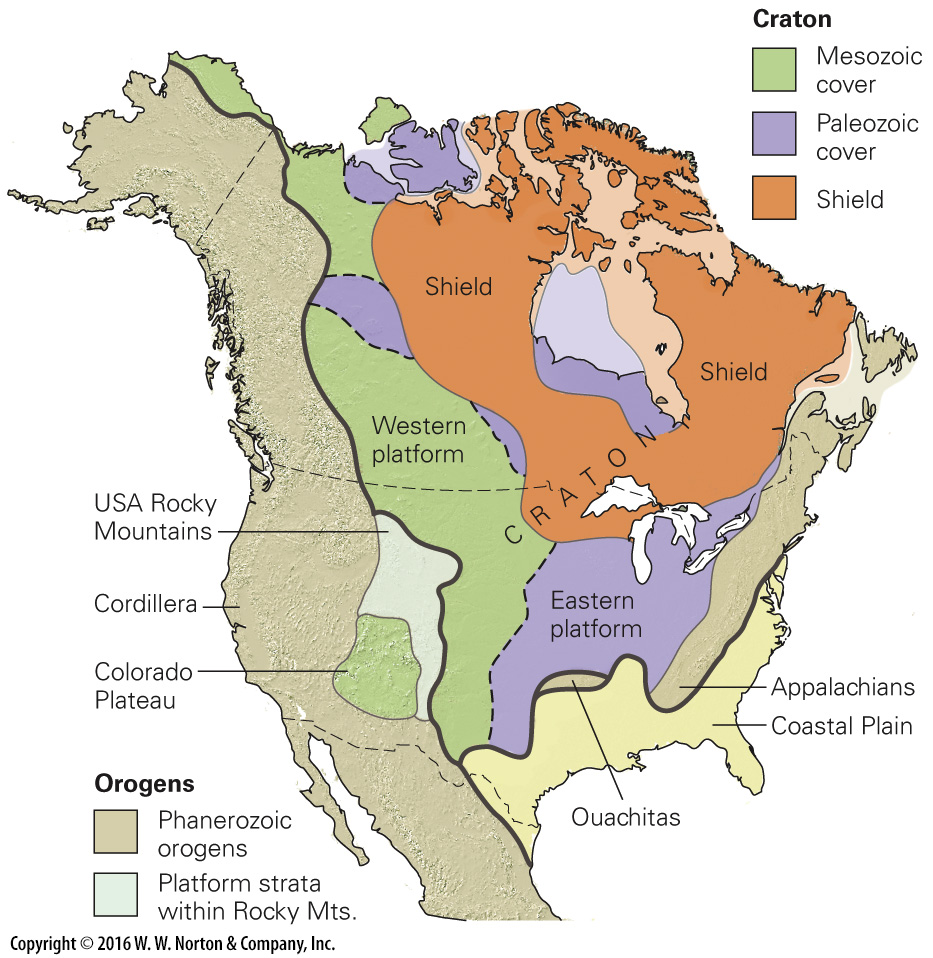 Craton
Mesozoic
cover
Paleozoic
cover
Shield
Shield
Shield
Western
platform
CRATON
USA Rocky
Mountains
Cordillera
Eastern
platform
Colorado
Plateau
Appalachians
Coastal Plain
Ouachitas
Orogens
Phanerozoic
orogens
Platform strata
within Rocky Mts.
Copyright © 2016 W. W. Norton & Company, Inc.